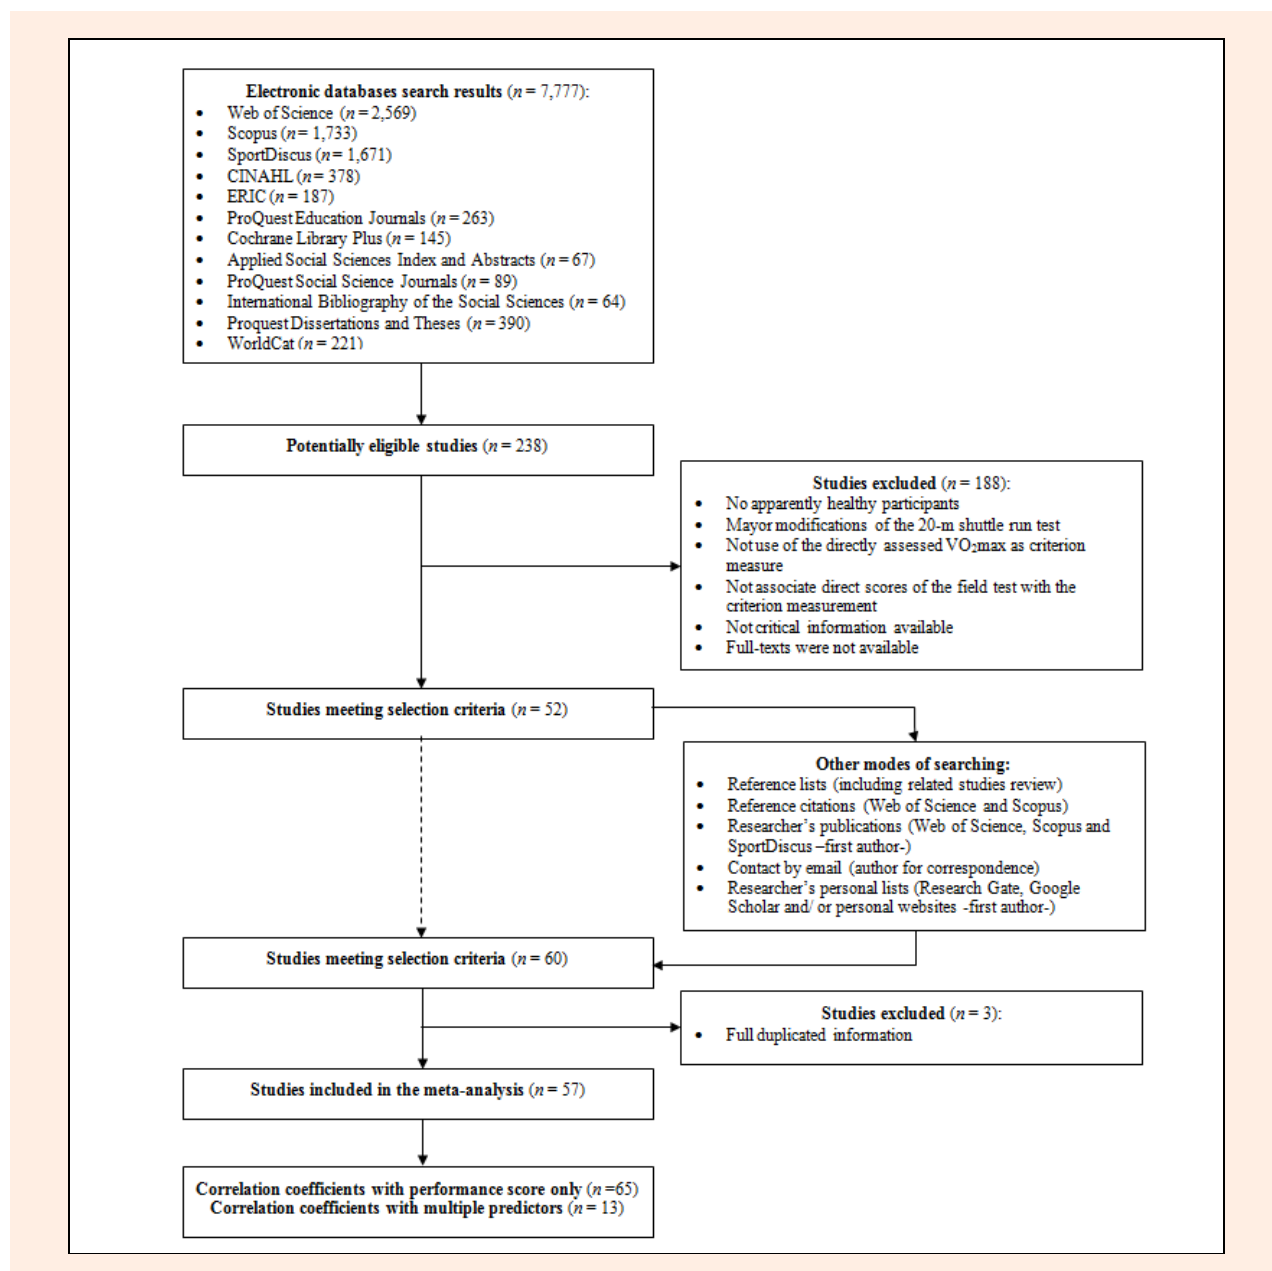 Electronic databases search results (n = 7,777):
• Web of Science (n = 2,569)
• Scopus (n = 1,733)
• SportDiscus (n = 1,671)
• CINAHL (n = 378)
• ERIC (n = 187)
• ProQuest Education Journals (n = 263)
• Cochrane Library Plus (n = 145)
• Applied Social Sciences Index and Abstracts (n = 67)
• ProQuest Social Science Journals (n = 89)
• International Bibliography of the Social Sciences (n = 64)
• Proquest Dissertations and Theses (n = 390)
• WorldCat (n = 221)
Potentially eligible studies (n = 238)
Studies excluded (n = 188):
• No apparently healthy participants
• Mayor modifications of the 20-m shuttle run test
• Not use of the directly assessed VO₂max as criterion
measure
• Not associate direct scores of the field test with the
criterion measurement
• Not critical information available
• Full-texts were not available
Studies meeting selection criteria (n = 52)
Other modes of searching:
• Reference lists (including related studies review)
• Reference citations (Web of Science and Scopus)
• Researcher’s publications (Web of Science, Scopus and
SportDiscus –first author-)
• Contact by email (author for correspondence)
• Researcher’s personal lists (Research Gate, Google
Scholar and/ or personal websites -first author-)
Studies meeting selection criteria (n = 60)
Studies excluded (n = 3):
• Full duplicated information
Studies included in the meta-analysis (n = 57)
Correlation coefficients with performance score only (n =65)
Correlation coefficients with multiple predictors (n = 13)